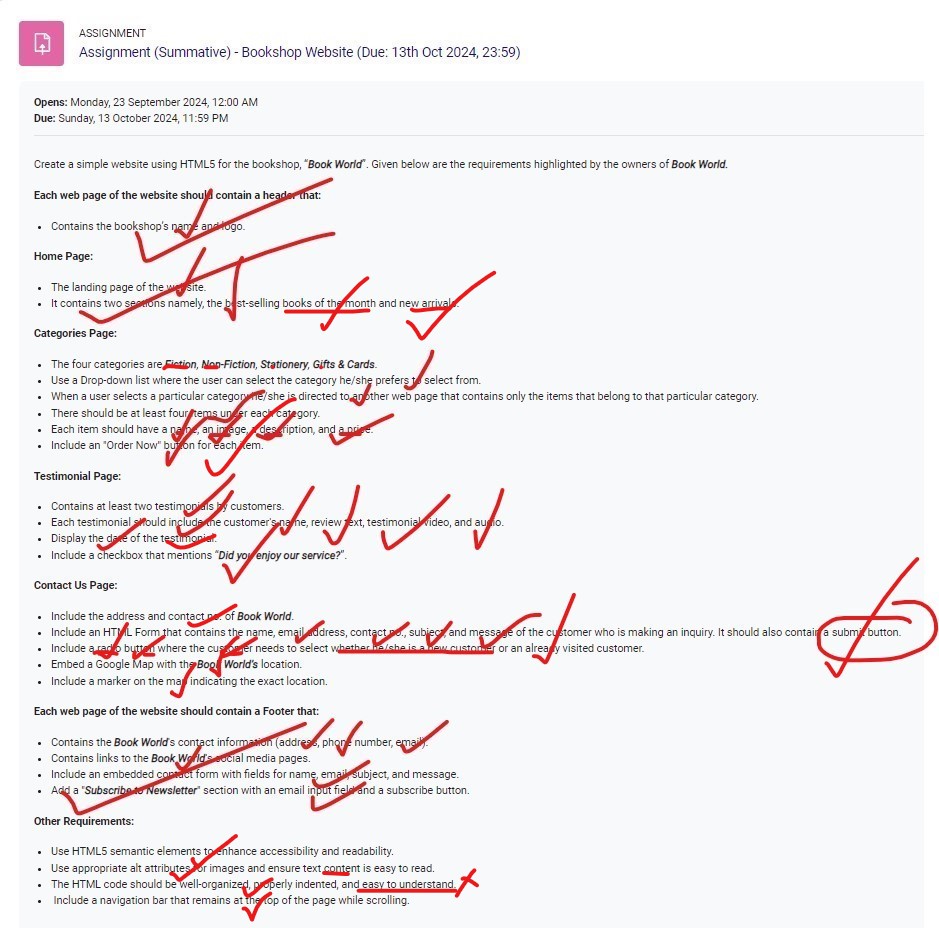 ASSIGNMENT
Assignment (Summative) - Bookshop Website (Due: 13th Oct 2024, 23:59)
Opens: Monday, 23 September 2024, 12:00 AM
Due: Sunday, 13 October 2024, 11:59 PM
Create a simple website using HTML5 for the bookshop, "Book World". Given below are the requirements highlighted by the owners of Book World.
Each web page of the website should contain a header that:
• Contains the bookshop's name and logo.
Home Page:
• The landing page of the website.
• It contains two sections namely, the best-selling books of the month and new arrivals.
Categories Page:
• The four categories are Fiction, Non-Fiction, Stationery, Gifts & Cards.
• Use a Drop-down list where the user can select the category he/she prefers to select from.
• When a user selects a particular category he/she is directed to another web page that contains only the items that belong to that particular category.
• There should be at least four items under each category.
• Each item should have a name, an image, a description, and a price.
• Include an "Order Now" button for each item.
Testimonial Page:
• Contains at least two testimonials by customers.
• Each testimonial should include the customer's name, review text, testimonial video, and audio.
• Display the date of the testimonial.
• Include a checkbox that mentions "Did you enjoy our service?".
Contact Us Page:
• Include the address and contact no. of Book World.
• Include an HTML Form that contains the name, email address, contact no., subject, and message of the customer who is making an inquiry. It should also contain a submit button.
• Include a radio button where the customer needs to select whether he/she is a new customer or an already visited customer.
• Embed a Google Map with the Book World's location.
• Include a marker on the map indicating the exact location.
Each web page of the website should contain a Footer that:
• Contains the Book World's contact information (address, phone number, email).
• Contains links to the Book World's social media pages.
• Include an embedded contact form with fields for name, email, subject, and message.
• Add a "Subscribe to Newsletter" section with an email input field and a subscribe button.
Other Requirements:
• Use HTML5 semantic elements to enhance accessibility and readability.
• Use appropriate alt attributes for images and ensure text content is easy to read.
• The HTML code should be well-organized, properly indented, and easy to understand.
• Include a navigation bar that remains at the top of the page while scrolling.